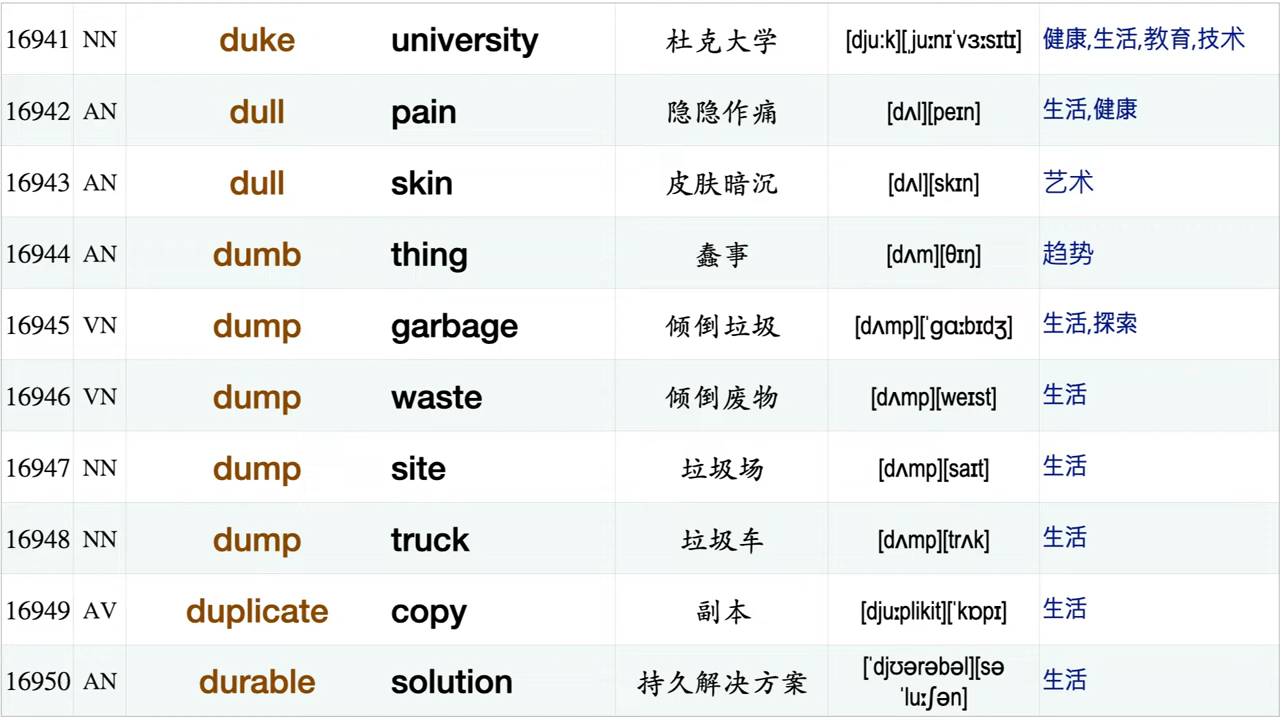 16941 NN duke university 杜克大学 [dju:k][ˌjuːnɪˈvɜːsɪtɪ] 健康,生活,教育,技术
16942 AN dull pain 隐隐作痛 [dʌl][peɪn] 生活,健康
16943 AN dull skin 皮肤暗沉 [dʌl][skɪn] 艺术
16944 AN dumb thing 蠢事 [dʌm][θɪŋ] 趋势
16945 VN dump garbage 倾倒垃圾 [dʌmp][ˈɡɑːbɪdʒ] 生活,探索
16946 VN dump waste 倾倒废物 [dʌmp][weɪst] 生活
16947 NN dump site 垃圾场 [dʌmp][saɪt] 生活
16948 NN dump truck 垃圾车 [dʌmp][trʌk] 生活
16949 AV duplicate copy 副本 [djuːplikit][ˈkɒpɪ] 生活
16950 AN durable solution 持久解决方案 [ˈdjʊərəbəl][sə
ˈluːʃən] 生活